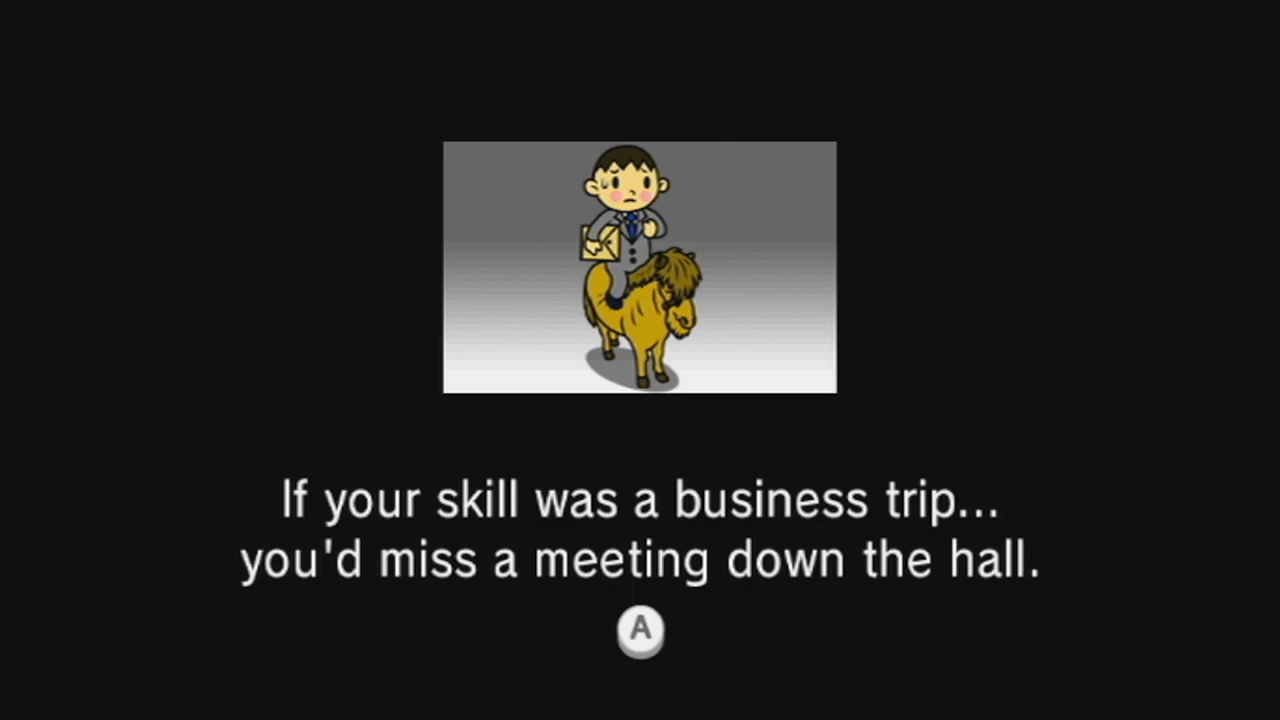 If your skill was a business trip...
you'd miss a meeting down the hall.
A